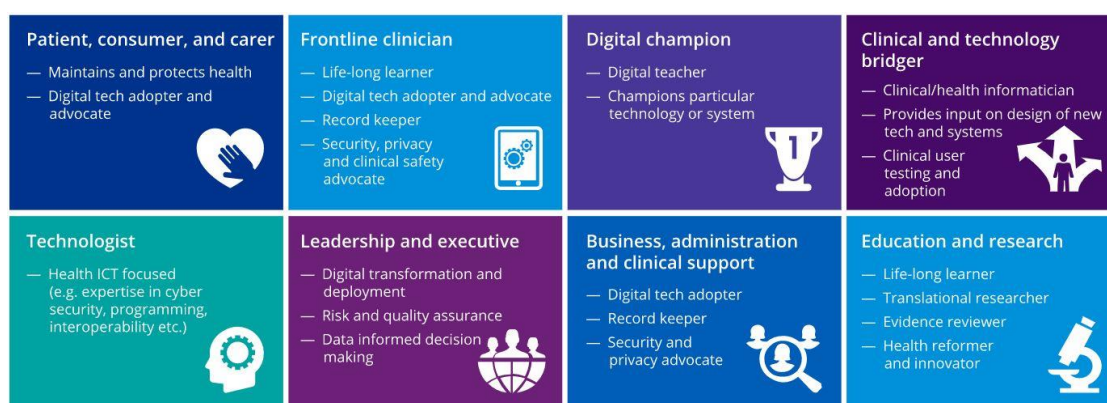 Patient, consumer, and carer
— Maintains and protects health
— Digital tech adopter and
advocate
Frontline clinician
— Life-long learner
— Digital tech adopter and advocate
— Record keeper
— Security, privacy
and clinical safety
advocate
Digital champion
— Digital teacher
— Champions particular
technology or system
1
Clinical and technology
bridger
— Clinical/health informatician
— Provides input on design of new
tech and systems
— Clinical user
testing and
adoption
Technologist
— Health ICT focused
(e.g. expertise in cyber
security, programming,
interoperability etc.)
Leadership and executive
— Digital transformation and
deployment
— Risk and quality assurance
— Data informed decision
making
Business, administration
and clinical support
— Digital tech adopter
— Record keeper
— Security and
privacy advocate
Education and research
— Life-long learner
— Translational researcher
— Evidence reviewer
— Health reformer
and innovator